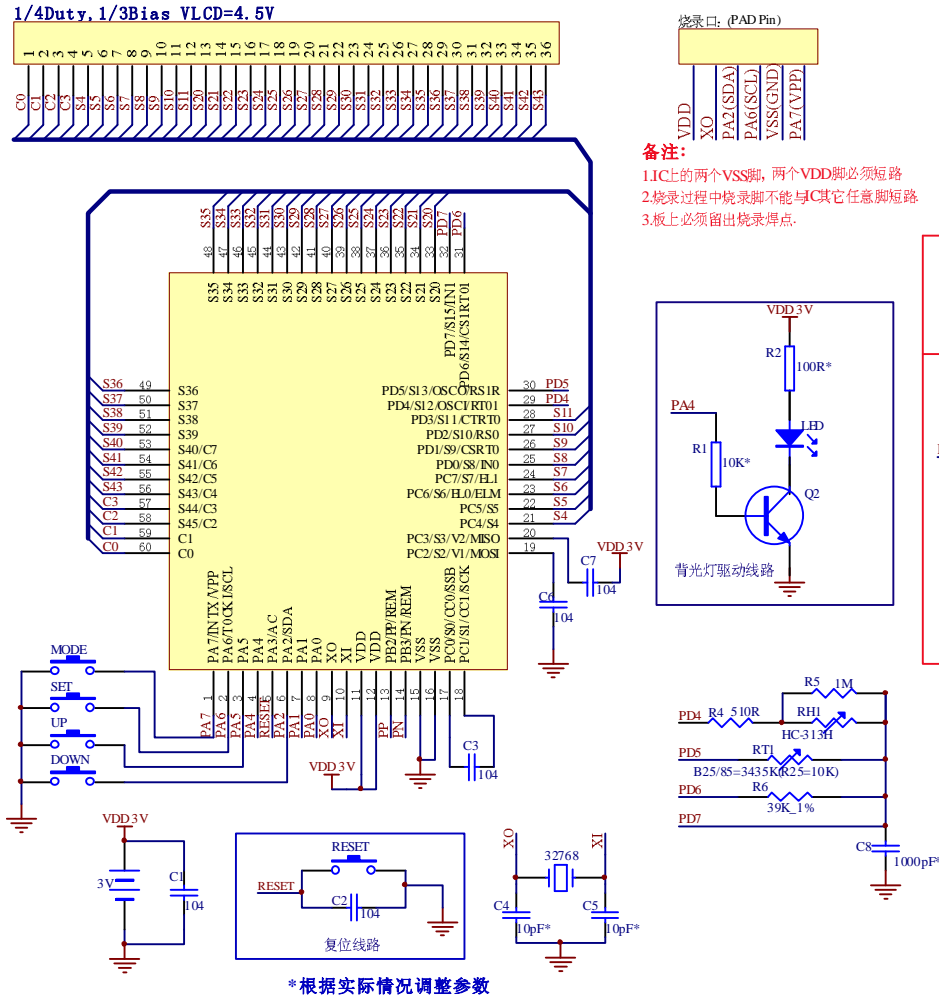 1/4Duty,1/3Bias VLCD=4.5V
1 2 3 4 5 6 7 8 9 10 11 12 13 14 15 16 17 18 19 20 21 22 23 24 25 26 27 28 29 30 31 32 33 34 35 36
C0 C1 C2 C3 S4 S5 S6 S7 S8 S9 S10 S11 S20 S21 S22 S23 S24 S25 S26 S27 S28 S29 S30 S31 S32 S33 S34 S35 S36 S37 S38 S39 S40 S41 S42 S43
烧录口: (PAD Pin)
VDD
XO
PA2(SDA)
PA6(SCL)
VSS(GND)
PA7(VPP)
备注:
1.IC上的两个VSS脚, 两个VDD脚必须短路
2.烧录过程中烧录脚不能与IC其它任意脚短路.
3.板上必须留出烧录焊点.
S35 S34 S33 S32 S31 S30 S29 S28 S27 S26 S25 S24 S23 S22 S21 S20 PD7 PD6
48 47 46 45 44 43 42 41 40 39 38 37 36 35 34 33 32 31
S35 S34 S33 S32 S31 S30 S29 S28 S27 S26 S25 S24 S23 S22 S21 S20 PD7/S15/IN1 PD6/S14/CS1RT01
S36 49 S36
S37 50 S37
S38 51 S38
S39 52 S39
S40 53 S40/C7
S41 54 S41/C6
S42 55 S42/C5
S43 56 S43/C4
C3 57 S44/C3
C2 58 S45/C2
C1 59 C1
C0 60 C0
PD5/S13/OSCO/RS1R 30 PD5
PD4/S12/OSCI/RT01 29 PD4
PD3/S11/CTRT0 28 S11
PD2/S10/RS0 27 S10
PD1/S9/CSRT0 26 S9
PD0/S8/IN0 25 S8
PC7/S7/EL1 24 S7
PC6/S6/EL0/ELM 23 S6
PC5/S5 22 S5
PC4/S4 21 S4
PC3/S3/V2/MISO 20
PC2/S2/V1/MOSI 19
PA7/INTX/VPP PA6/T0CKI/SCL PA5 PA4 PA3/AC PA2/SDA PA1 PA0 XO XI VDD VDD PB2/PP/REM PB3/PN/REM VSS VSS PC0/S0/CC0/SSB PC1/S1/CC1/SCK
1 2 3 4 5 6 7 8 9 10 11 12 13 14 15 16 17 18
PA7 PA6 PA5 PA4 RESET PA2 PA1 PA0 XO XI PP PN
C7
104
VDD 3V
C6
104
C3
104
VDD 3V
VDD 3V
R2
100R*
PA4
LED
R1
10K*
Q2
背光灯驱动线路
MODE
SET
UP
DOWN
R5 1M
PD4 R4 510R RH1
HC-313H
PD5 RT1
B25/85=3435K(R25=10K)
PD6 R6
39K_1%
PD7
C8
1000pF*
VDD 3V
3V
C1
104
RESET
RESET
C2
104
复位线路
XO
XI
32768
C4
10pF*
C5
10pF*
*根据实际情况调整参数